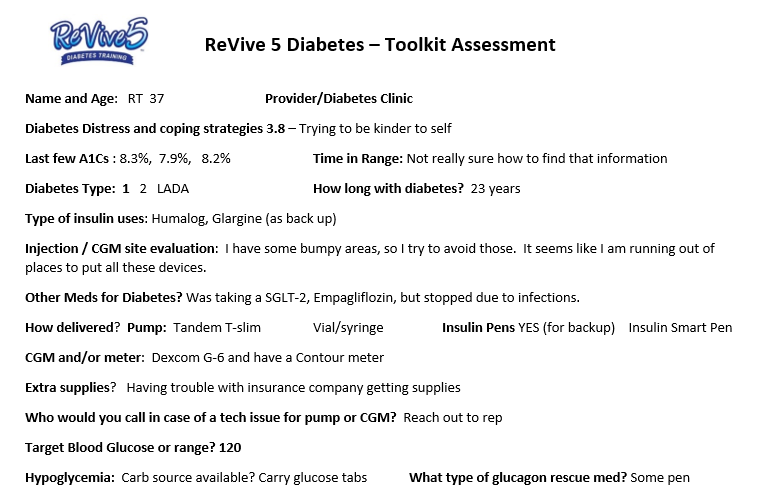 ReVive5
DIABETES TRAINING
ReVive 5 Diabetes – Toolkit Assessment
Name and Age: RT 37 Provider/Diabetes Clinic
Diabetes Distress and coping strategies 3.8 – Trying to be kinder to self
Last few A1Cs : 8.3%, 7.9%, 8.2% Time in Range: Not really sure how to find that information
Diabetes Type: 1 2 LADA How long with diabetes? 23 years
Type of insulin uses: Humalog, Glargine (as back up)
Injection / CGM site evaluation: I have some bumpy areas, so I try to avoid those. It seems like I am running out of
places to put all these devices.
Other Meds for Diabetes? Was taking a SGLT-2, Empagliflozin, but stopped due to infections.
How delivered? Pump: Tandem T-slim Vial/syringe Insulin Pens YES (for backup) Insulin Smart Pen
CGM and/or meter: Dexcom G-6 and have a Contour meter
Extra supplies? Having trouble with insurance company getting supplies
Who would you call in case of a tech issue for pump or CGM? Reach out to rep
Target Blood Glucose or range? 120
Hypoglycemia: Carb source available? Carry glucose tabs What type of glucagon rescue med? Some pen